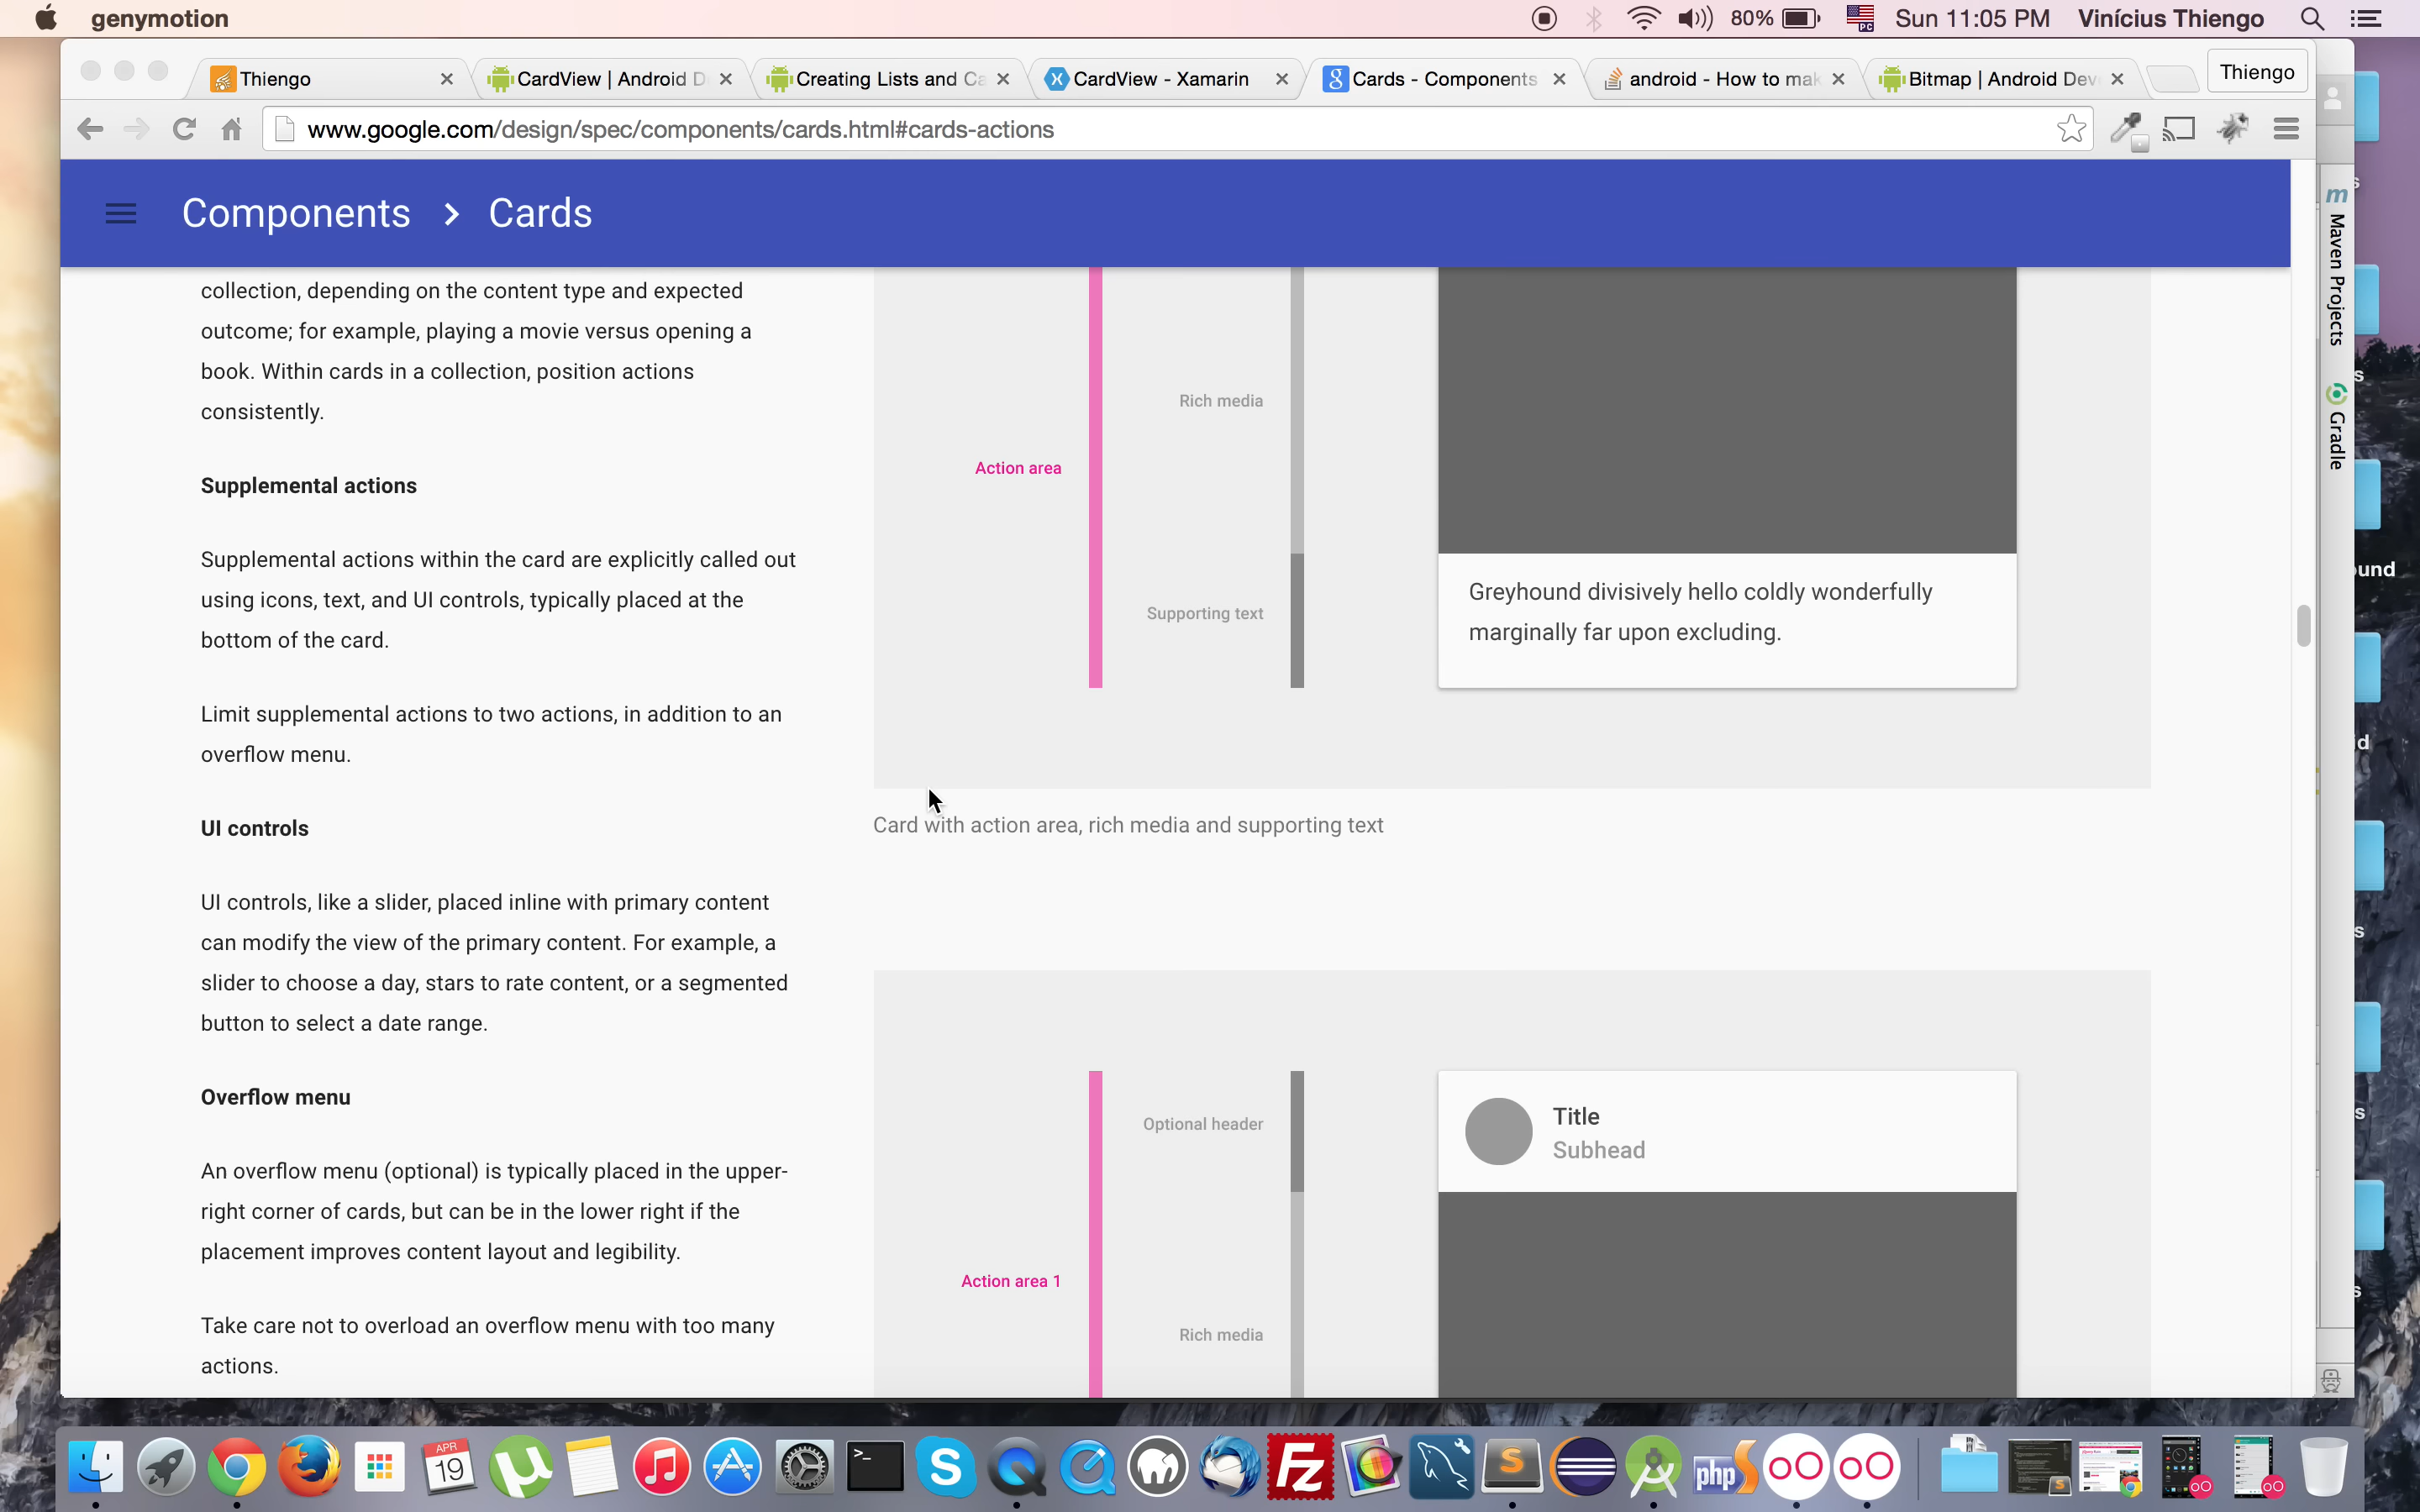 genymotion
80%
Sun 11:05 PM
Vinícius Thiengo
Thiengo
CardView | Android D
Creating Lists and Ca
CardView - Xamarin
Cards - Components
android - How to mak
Bitmap | Android Dev
Thiengo
www.google.com/design/spec/components/cards.html#cards-actions
Components > Cards
collection, depending on the content type and expected
outcome; for example, playing a movie versus opening a
book. Within cards in a collection, position actions
consistently.
Supplemental actions
Supplemental actions within the card are explicitly called out
using icons, text, and UI controls, typically placed at the
bottom of the card.
Limit supplemental actions to two actions, in addition to an
overflow menu.
UI controls
UI controls, like a slider, placed inline with primary content
can modify the view of the primary content. For example, a
slider to choose a day, stars to rate content, or a segmented
button to select a date range.
Overflow menu
An overflow menu (optional) is typically placed in the upper-
right corner of cards, but can be in the lower right if the
placement improves content layout and legibility.
Take care not to overload an overflow menu with too many
actions.
Rich media
Action area
Supporting text
Greyhound divisively hello coldly wonderfully
marginally far upon excluding.
Card with action area, rich media and supporting text
Optional header
Title
Subhead
Action area 1
Rich media
Maven Projects
Gradle
und
id
APR
19
php